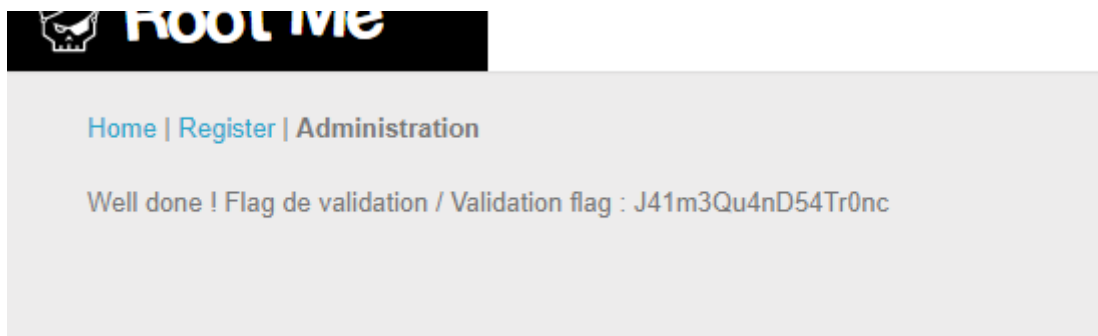 Root Me
Home | Register | Administration
Well done ! Flag de validation / Validation flag : J41m3Qu4nD54Tr0nc